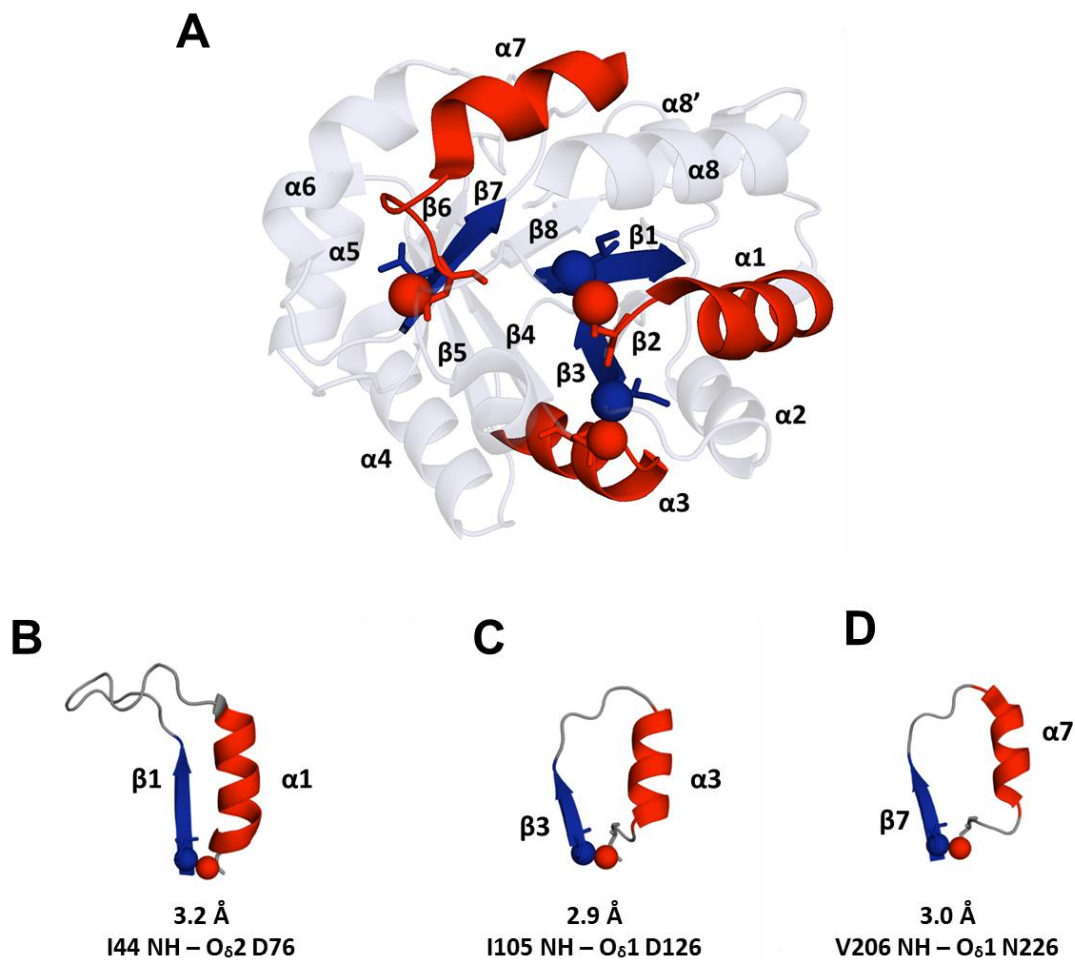 A
α7
α8’
α6
β6
β7
α8
α5
β8
β1
α1
β5
β4
β3
β2
α2
α4
α3
B
C
D
β1
α1
β3
α3
β7
α7
3.2 Å
I44 NH – Oδ2 D76
2.9 Å
I105 NH – Oδ1 D126
3.0 Å
V206 NH – Oδ1 N226